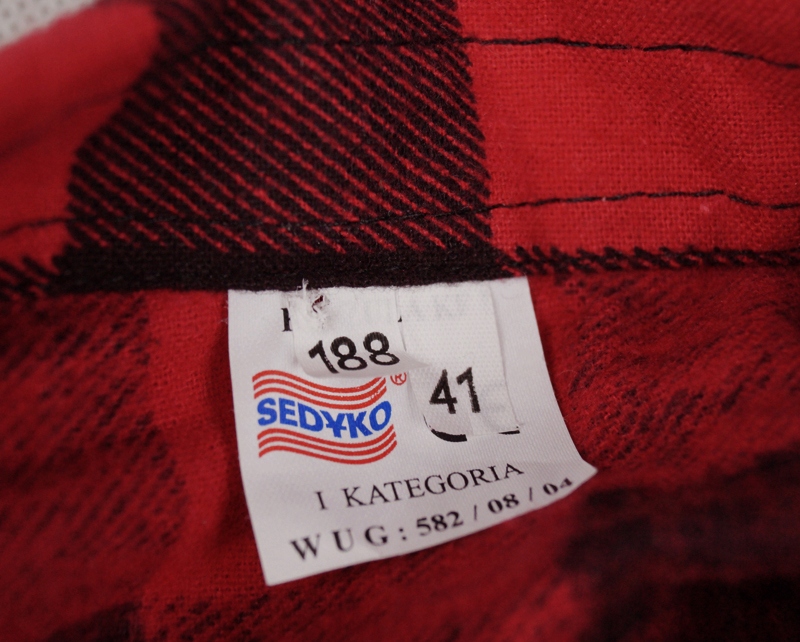 188
41
SEDYKO ®
I KATEGORIA
WUG: 582/08/04